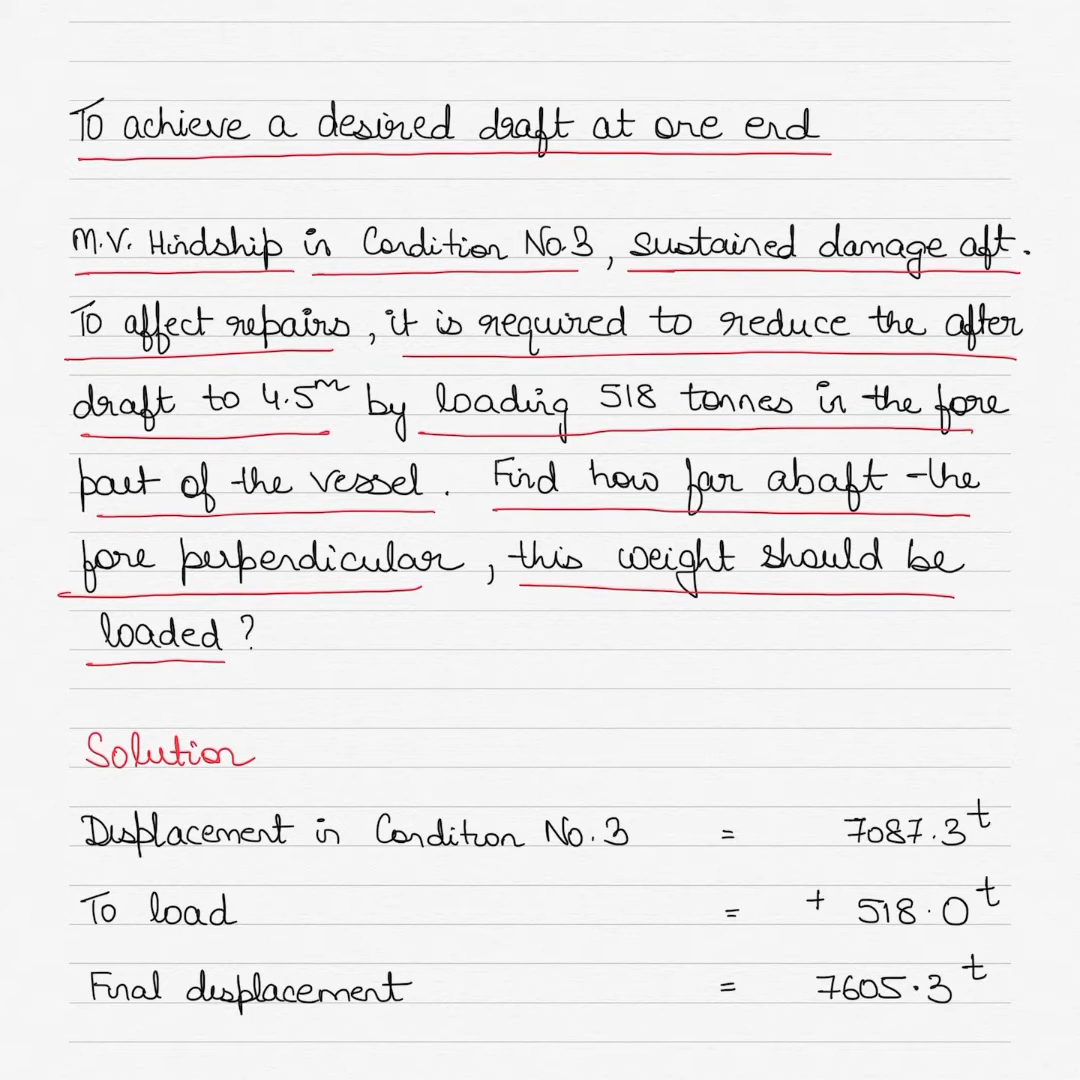 To achieve a desired draft at one end
M.V. Hindship in Condition No.3, sustained damage aft.
To affect repairs, it is required to reduce the after
draft to 4.5m by loading 518 tonnes in the fore
part of the vessel. Find how far abaft the
fore perpendicular, this weight should be
loaded?
Solution
Displacement in Condition No.3 = 7087.3t
To load = + 518.0t
Final displacement = 7605.3t